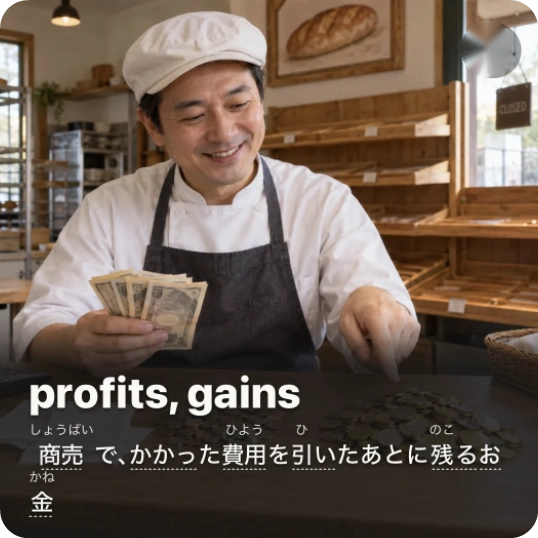 CLOSED
profits, gains
しょうばい ひよう ひ のこ
商売 で、かかった費用を引いたあとに残るお
かね
金